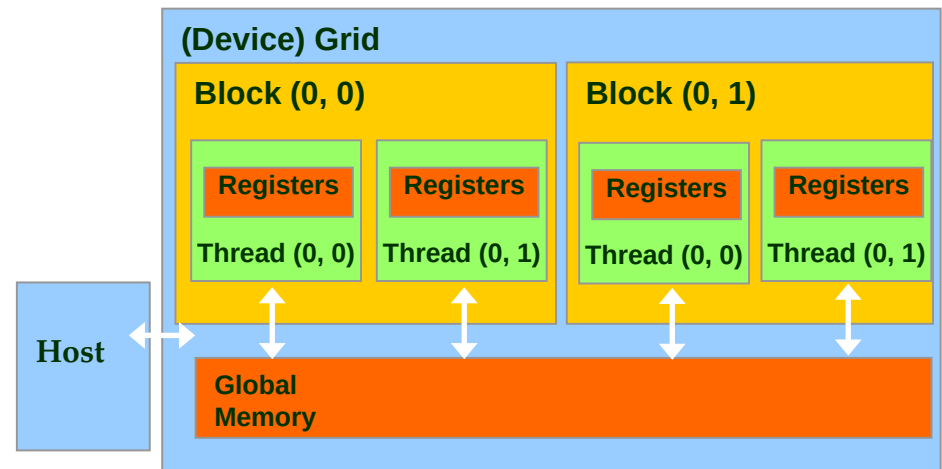 (Device) Grid
Block (0, 0)
Block (0, 1)
Registers
Registers
Registers
Registers
Thread (0, 0)
Thread (0, 1)
Thread (0, 0)
Thread (0, 1)
Host
Global
Memory